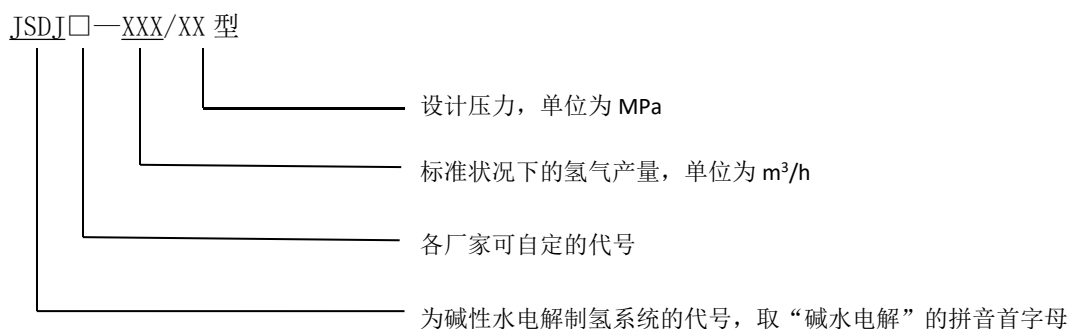 JSDJ□—XXX/XX 型
设计压力，单位为 MPa
标准状况下的氢气产量，单位为 m³/h
各厂家可自定的代号
为碱性水电解制氢系统的代号，取“碱水电解”的拼音首字母